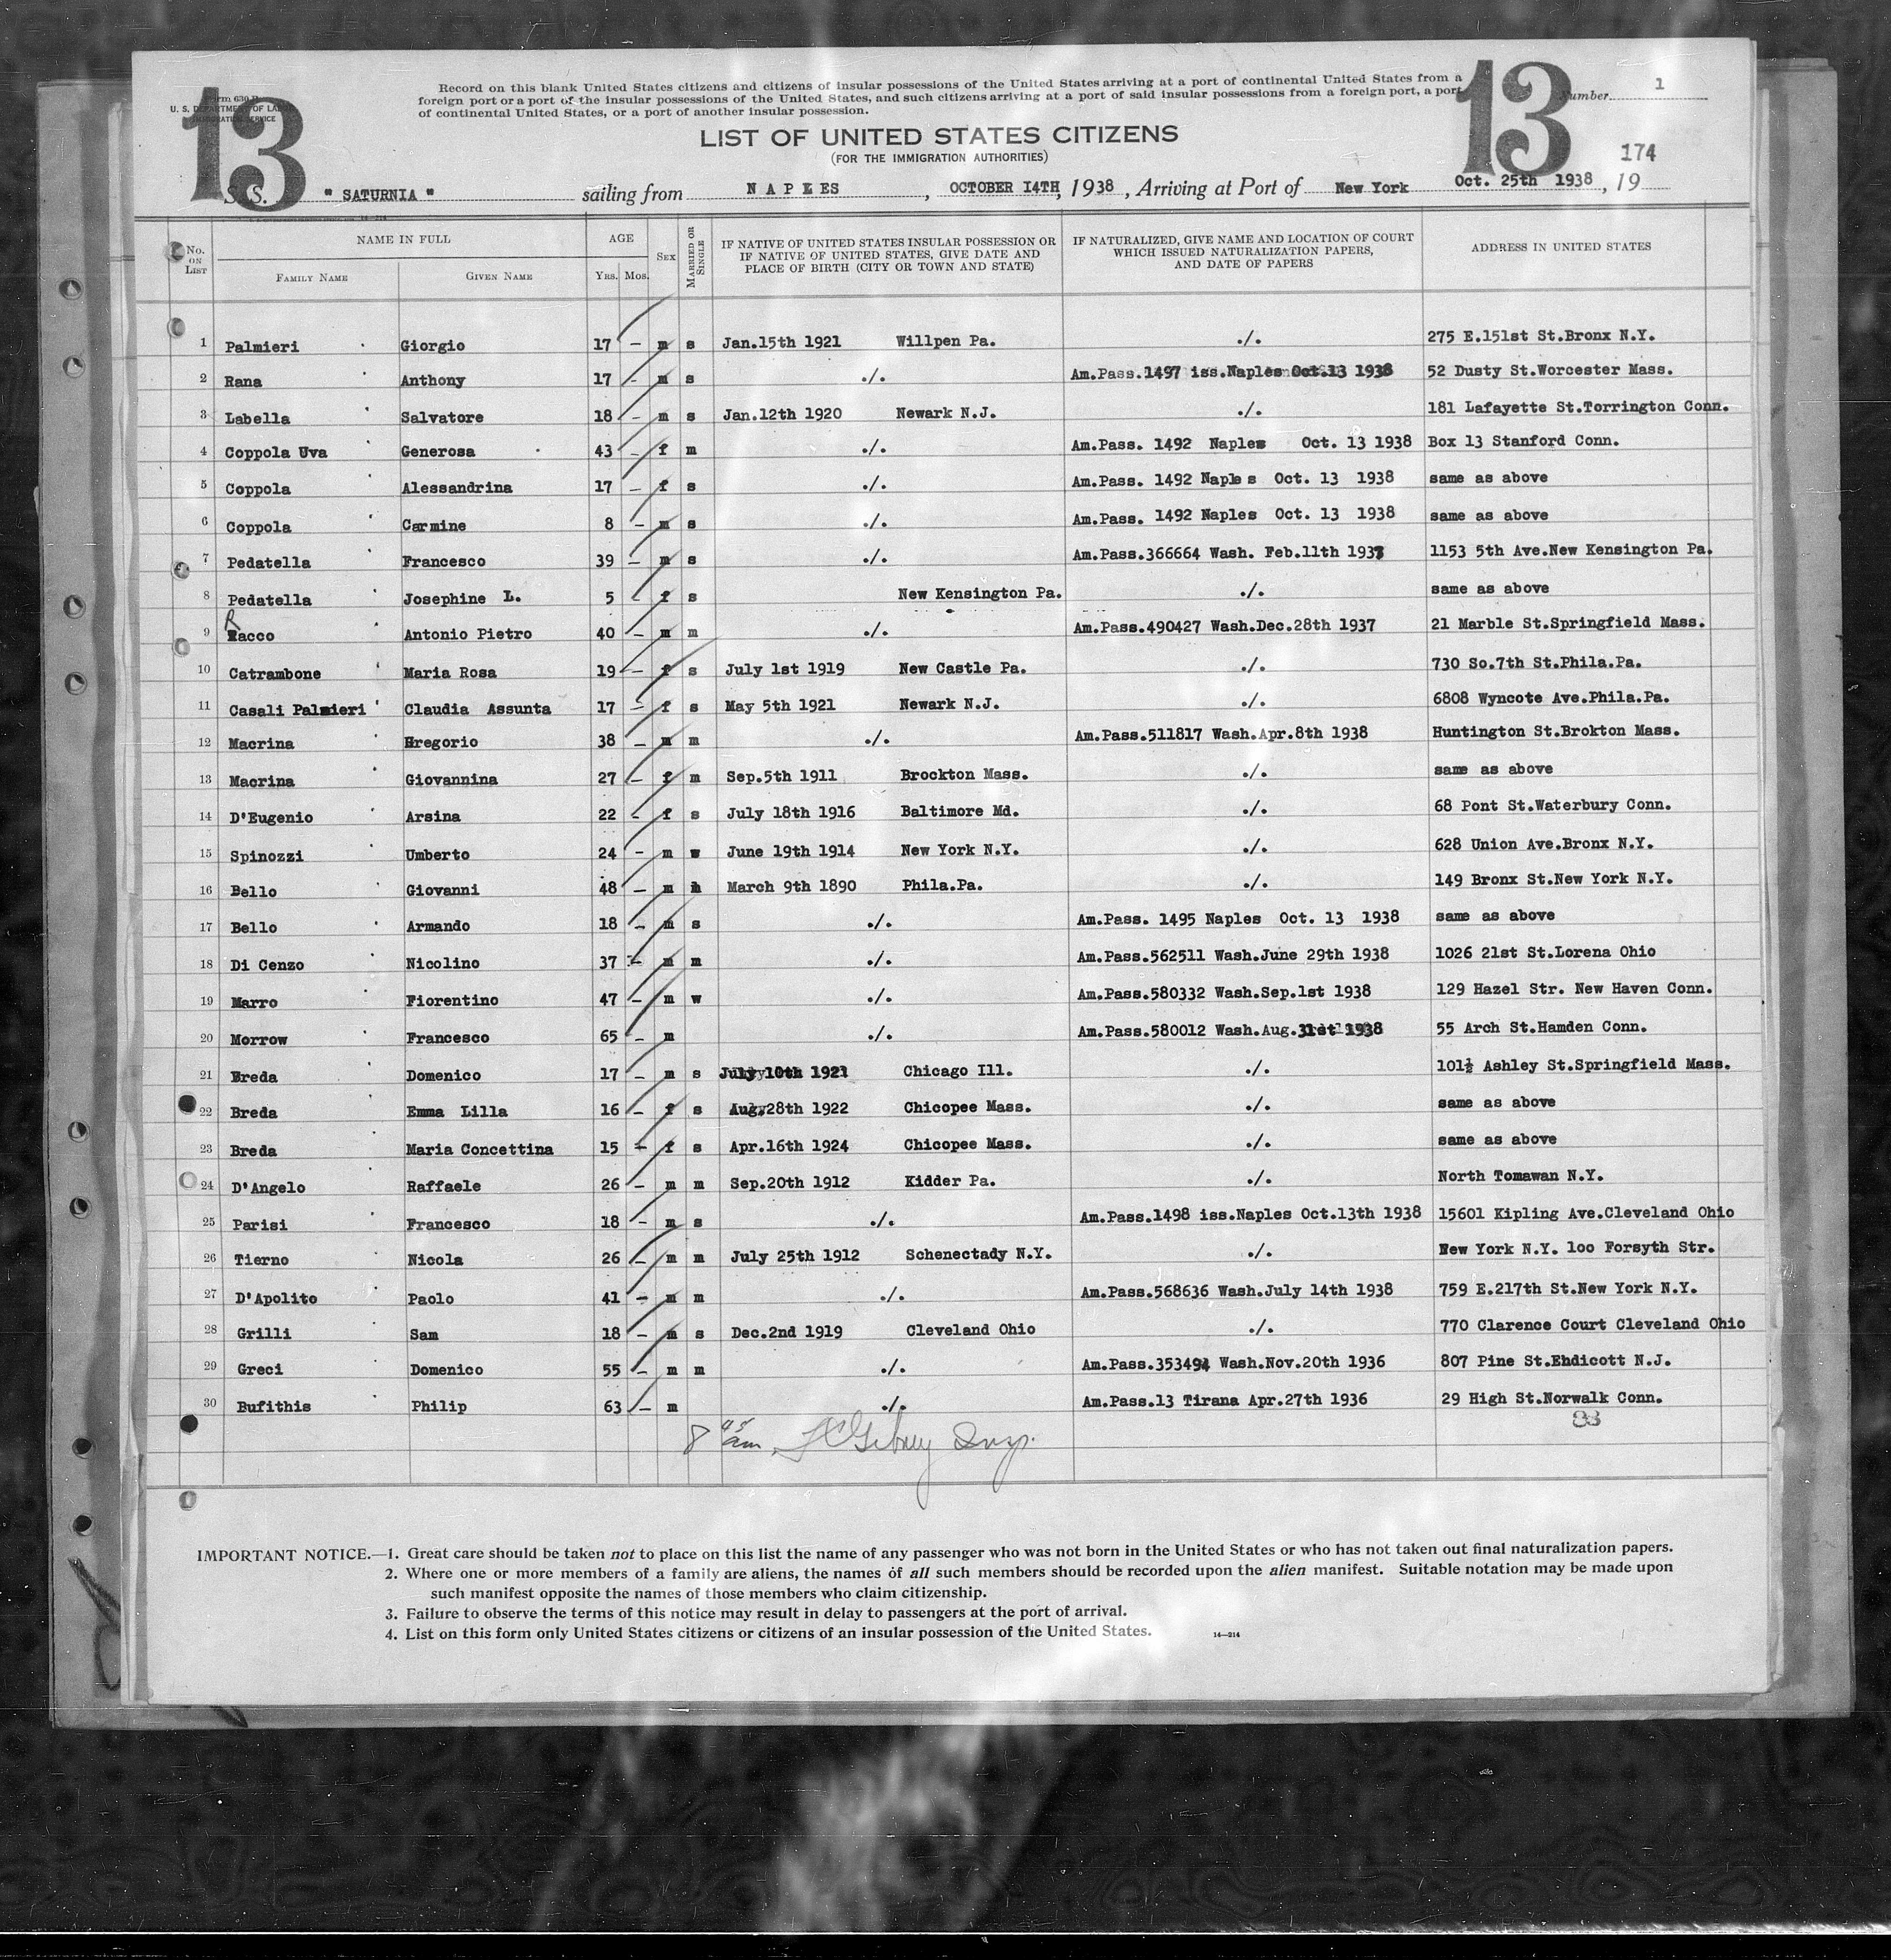 13
Form 630 B
U. S. DEPARTMENT OF LABOR
IMMIGRATION SERVICE
Record on this blank United States citizens and citizens of insular possessions of the United States arriving at a port of continental United States from a
foreign port or a port of the insular possessions of the United States, and such citizens arriving at a port of said insular possessions from a foreign port, a port
of continental United States, or a port of another insular possession.
13
Number 1
LIST OF UNITED STATES CITIZENS
(FOR THE IMMIGRATION AUTHORITIES)
174
S.S. " SATURNIA " sailing from NAPLES, OCTOBER I4TH, 1938, Arriving at Port of New York Oct. 25th 1938, 19
No. ON LIST NAME IN FULL FAMILY NAME GIVEN NAME AGE YRS. MOS. SEX MARRIED OR SINGLE IF NATIVE OF UNITED STATES INSULAR POSSESSION OR IF NATIVE OF UNITED STATES, GIVE DATE AND PLACE OF BIRTH (CITY OR TOWN AND STATE) IF NATURALIZED, GIVE NAME AND LOCATION OF COURT WHICH ISSUED NATURALIZATION PAPERS, AND DATE OF PAPERS ADDRESS IN UNITED STATES
1 Palmieri Giorgio 17 – m s Jan.15th 1921 Willpen Pa. ./. 275 E.151st St.Bronx N.Y.
2 Rana Anthony 17 – m s ./. Am.Pass.1497 iss.Naples Oct.13 1938 52 Dusty St.Worcester Mass.
3 Labella Salvatore 18 – m s Jan.12th 1920 Newark N.J. ./. 181 Lafayette St.Torrington Conn.
4 Coppola Uva Generosa 43 – f m ./. Am.Pass. 1492 Naples Oct. 13 1938 Box 13 Stanford Conn.
5 Coppola Alessandrina 17 – f s ./. Am.Pass. 1492 Naples Oct. 13 1938 same as above
6 Coppola Carmine 8 – m s ./. Am.Pass. 1492 Naples Oct. 13 1938 same as above
7 Pedatella Francesco 39 – m s ./. Am.Pass.366664 Wash. Feb.11th 1937 1153 5th Ave.New Kensington Pa.
8 Pedatella Josephine L. 5 – f s New Kensington Pa. ./. same as above
9 Racco Antonio Pietro 40 – m m ./. Am.Pass.490427 Wash.Dec.28th 1937 21 Marble St.Springfield Mass.
10 Catrambone Maria Rosa 19 – f s July 1st 1919 New Castle Pa. ./. 730 So.7th St.Phila.Pa.
11 Casali Palmieri Claudia Assunta 17 – f s May 5th 1921 Newark N.J. ./. 6808 Wyncote Ave.Phila.Pa.
12 Macrina Gregorio 38 – m m ./. Am.Pass.511817 Wash.Apr.8th 1938 Huntington St.Brokton Mass.
13 Macrina Giovannina 27 – f m Sep.5th 1911 Brockton Mass. ./. same as above
14 D'Eugenio Arsina 22 – f s July 18th 1916 Baltimore Md. ./. 68 Pont St.Waterbury Conn.
15 Spinozzi Umberto 24 – m w June 19th 1914 New York N.Y. ./. 628 Union Ave.Bronx N.Y.
16 Bello Giovanni 48 – m March 9th 1890 Phila.Pa. ./. 149 Bronx St.New York N.Y.
17 Bello Armando 18 – m s ./. Am.Pass. 1495 Naples Oct. 13 1938 same as above
18 Di Cenzo Nicolino 37 – m m ./. Am.Pass.562511 Wash.June 29th 1938 1026 21st St.Lorena Ohio
19 Marro Fiorentino 47 – m w ./. Am.Pass.580332 Wash.Sep.1st 1938 129 Hazel Str. New Haven Conn.
20 Morrow Francesco 65 – m ./. Am.Pass.580012 Wash.Aug.31st 1938 55 Arch St.Hamden Conn.
21 Breda Domenico 17 – m s July 10th 1921 Chicago Ill. ./. 101½ Ashley St.Springfield Mass.
22 Breda Emma Lilla 16 – f s Aug.28th 1922 Chicopee Mass. ./. same as above
23 Breda Maria Concettina 15 – f s Apr.16th 1924 Chicopee Mass. ./. same as above
24 D'Angelo Raffaele 26 – m m Sep.20th 1912 Kidder Pa. ./. North Tomawan N.Y.
25 Parisi Francesco 18 – m s ./. Am.Pass.1498 iss.Naples Oct.13th 1938 15601 Kipling Ave.Cleveland Ohio
26 Tierno Nicola 26 – m m July 25th 1912 Schenectady N.Y. ./. New York N.Y. loo Forsyth Str.
27 D'Apolito Paolo 41 – m m ./. Am.Pass.568636 Wash.July 14th 1938 759 E.217th St.New York N.Y.
28 Grilli Sam 18 – m s Dec.2nd 1919 Cleveland Ohio ./. 770 Clarence Court Cleveland Ohio
29 Greci Domenico 55 – m m ./. Am.Pass.353494 Wash.Nov.20th 1936 807 Pine St.Ehdicott N.J.
30 Bufithis Philip 63 – m ./. Am.Pass.13 Tirana Apr.27th 1936 29 High St.Norwalk Conn.
IMPORTANT NOTICE.—1. Great care should be taken not to place on this list the name of any passenger who was not born in the United States or who has not taken out final naturalization papers.
2. Where one or more members of a family are aliens, the names of all such members should be recorded upon the alien manifest. Suitable notation may be made upon
such manifest opposite the names of those members who claim citizenship.
3. Failure to observe the terms of this notice may result in delay to passengers at the port of arrival.
4. List on this form only United States citizens or citizens of an insular possession of the United States. 14—214